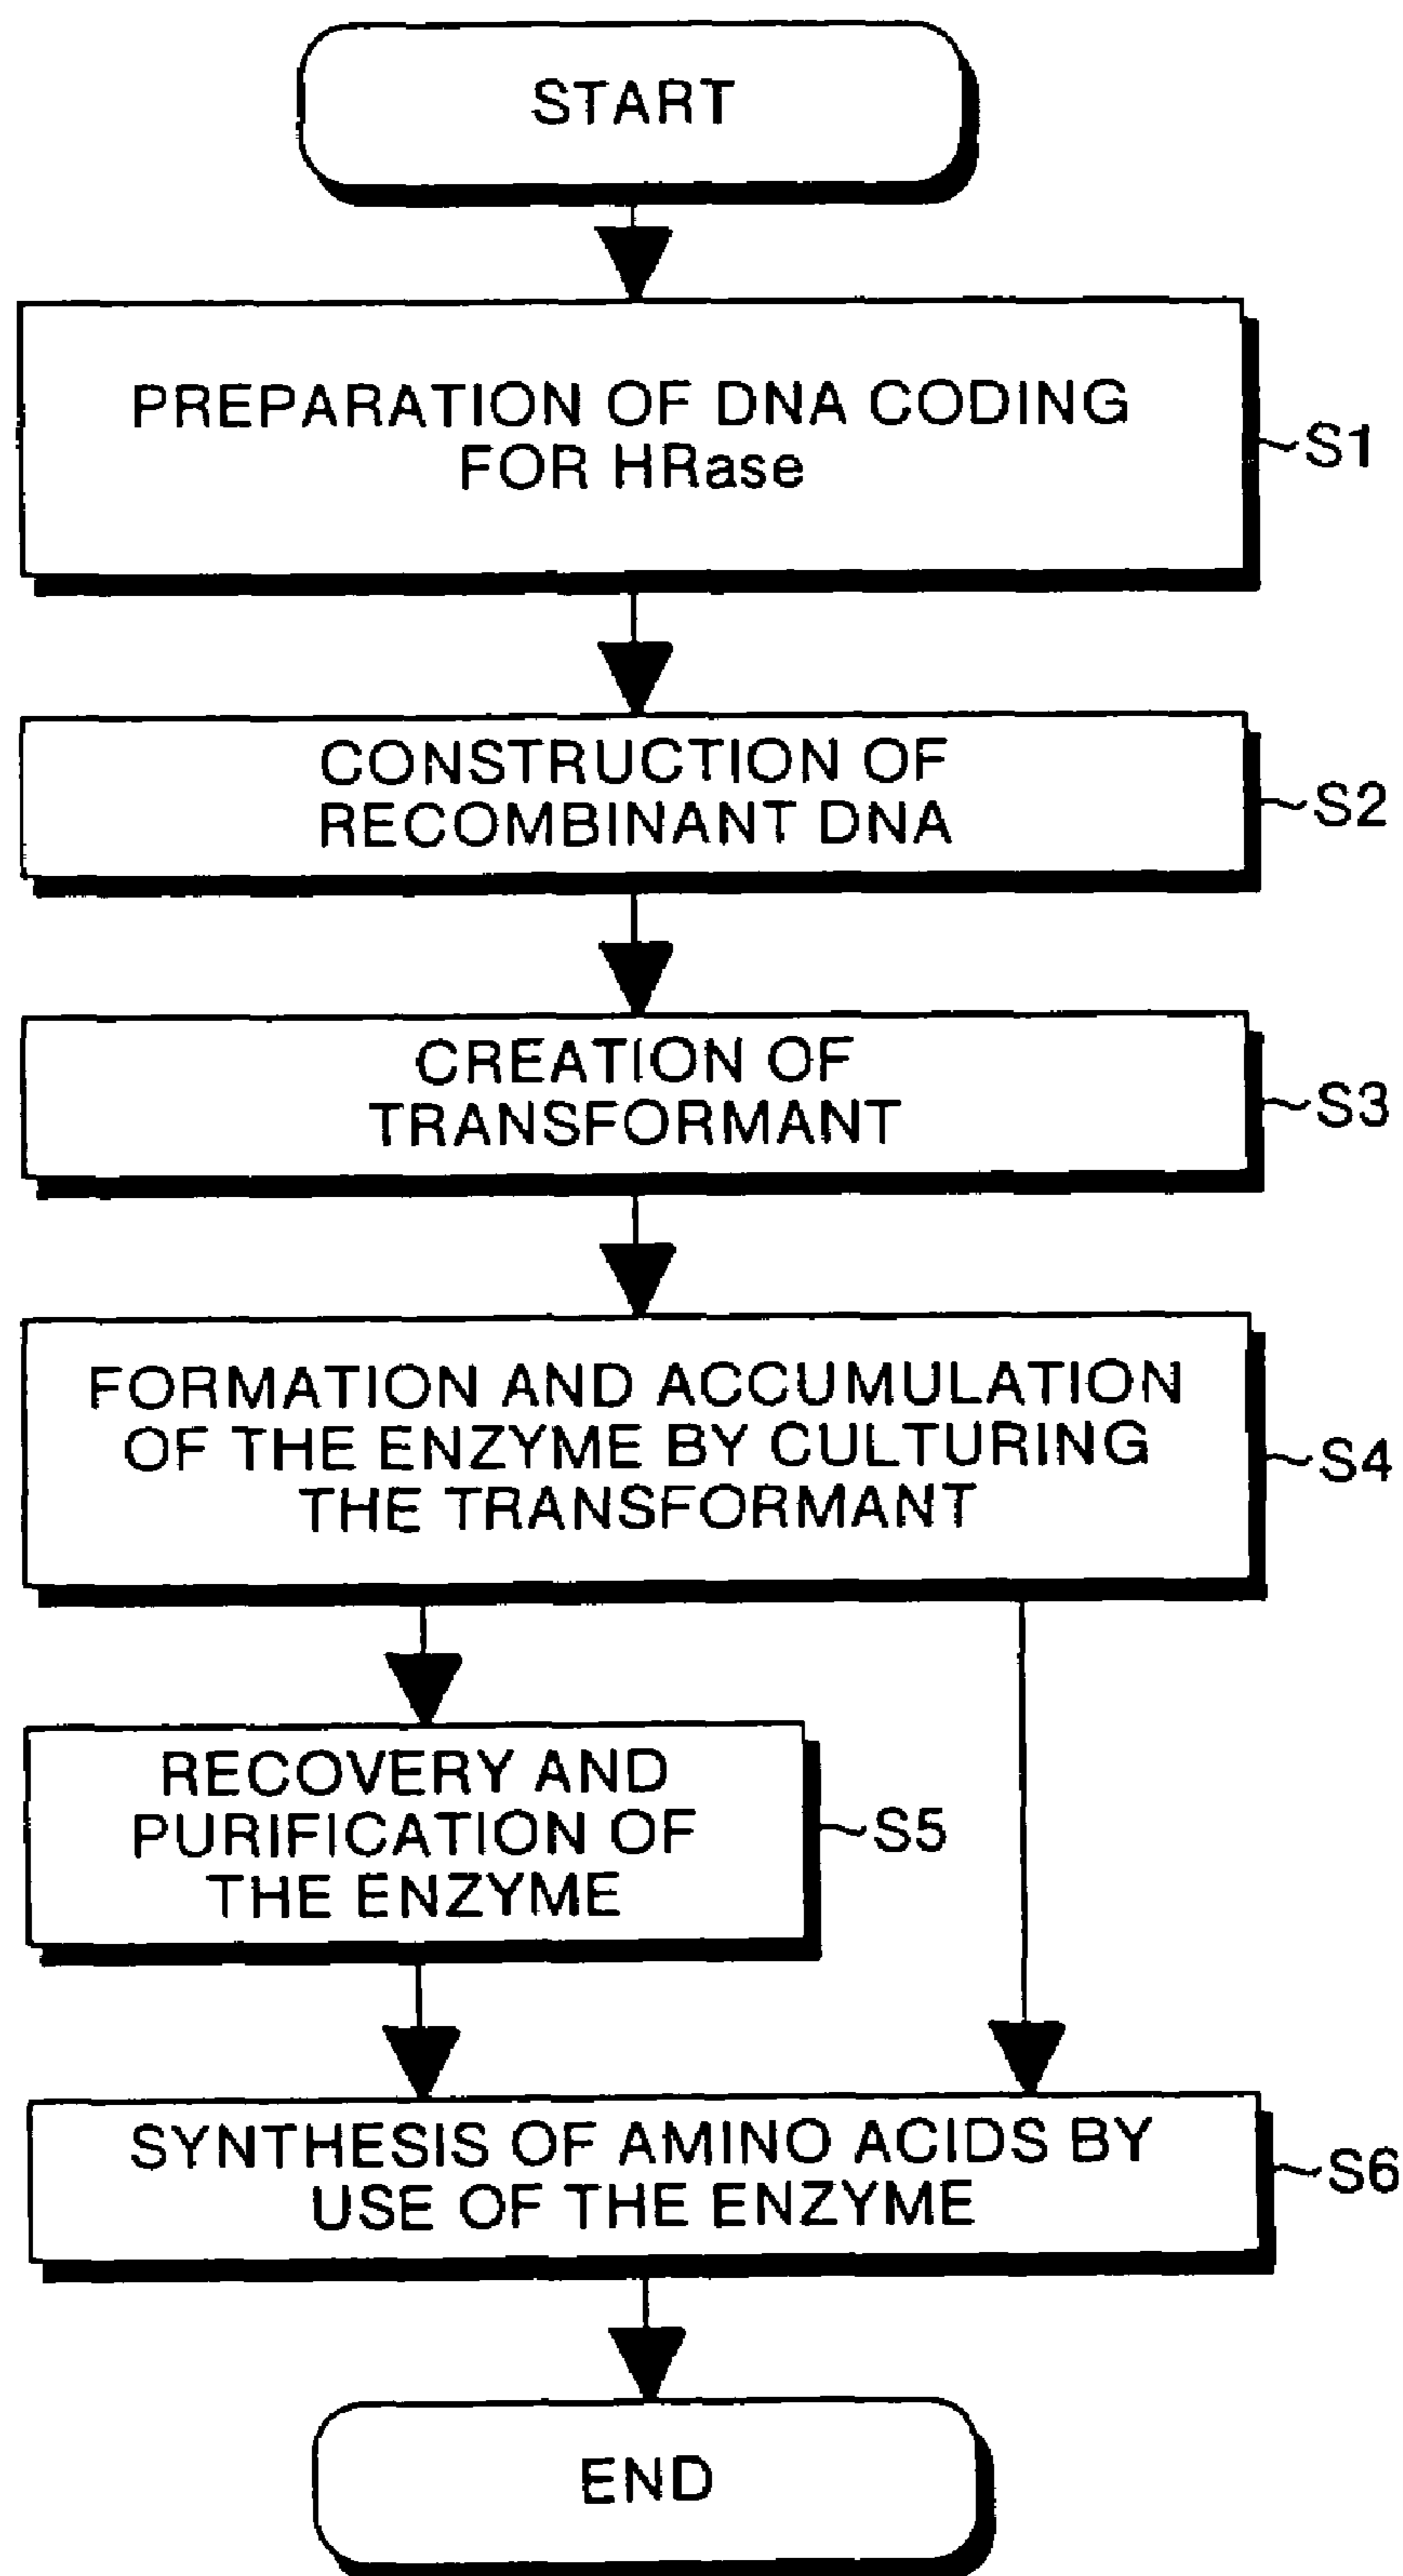 START
PREPARATION OF DNA CODING
FOR HRase
S1
CONSTRUCTION OF
RECOMBINANT DNA
S2
CREATION OF
TRANSFORMANT
S3
FORMATION AND ACCUMULATION
OF THE ENZYME BY CULTURING
THE TRANSFORMANT
S4
RECOVERY AND
PURIFICATION OF
THE ENZYME
S5
SYNTHESIS OF AMINO ACIDS BY
USE OF THE ENZYME
S6
END